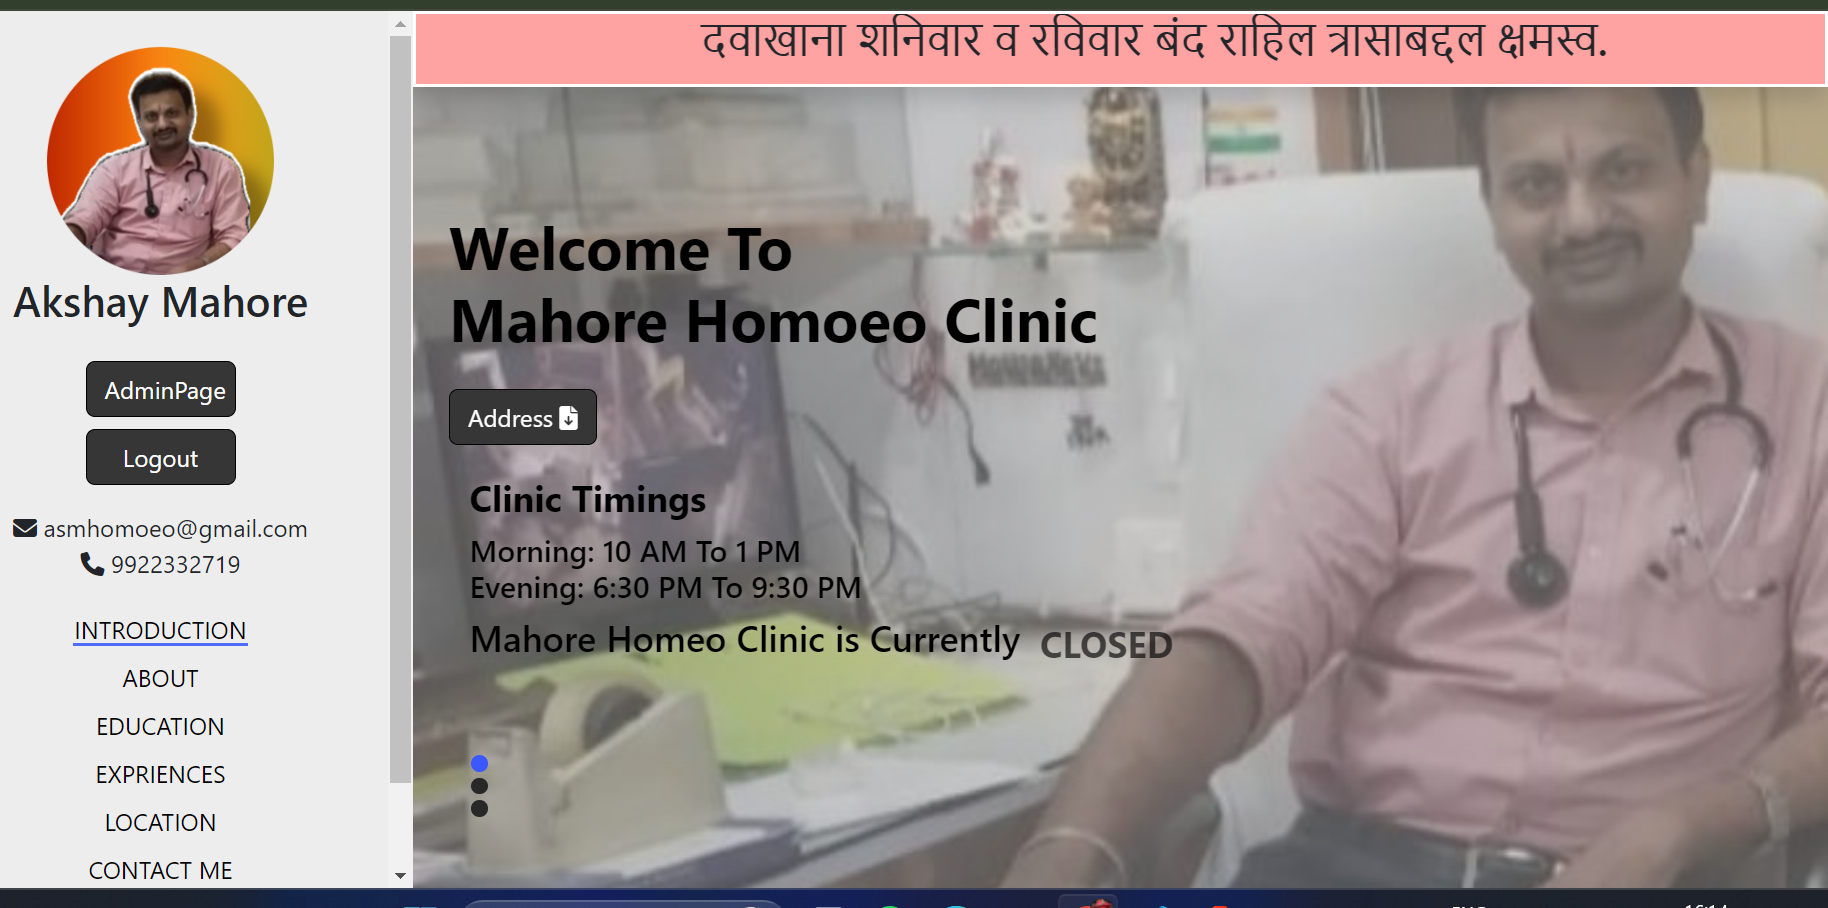 दवाखाना शनिवार व रविवार बंद राहिल त्रासाबद्दल क्षमस्व.
Akshay Mahore
AdminPage
Logout
asmhomoeo@gmail.com
9922332719
INTRODUCTION
ABOUT
EDUCATION
EXPRIENCES
LOCATION
CONTACT ME
Welcome To
Mahore Homoeo Clinic
Address
Clinic Timings
Morning: 10 AM To 1 PM
Evening: 6:30 PM To 9:30 PM
Mahore Homeo Clinic is Currently CLOSED